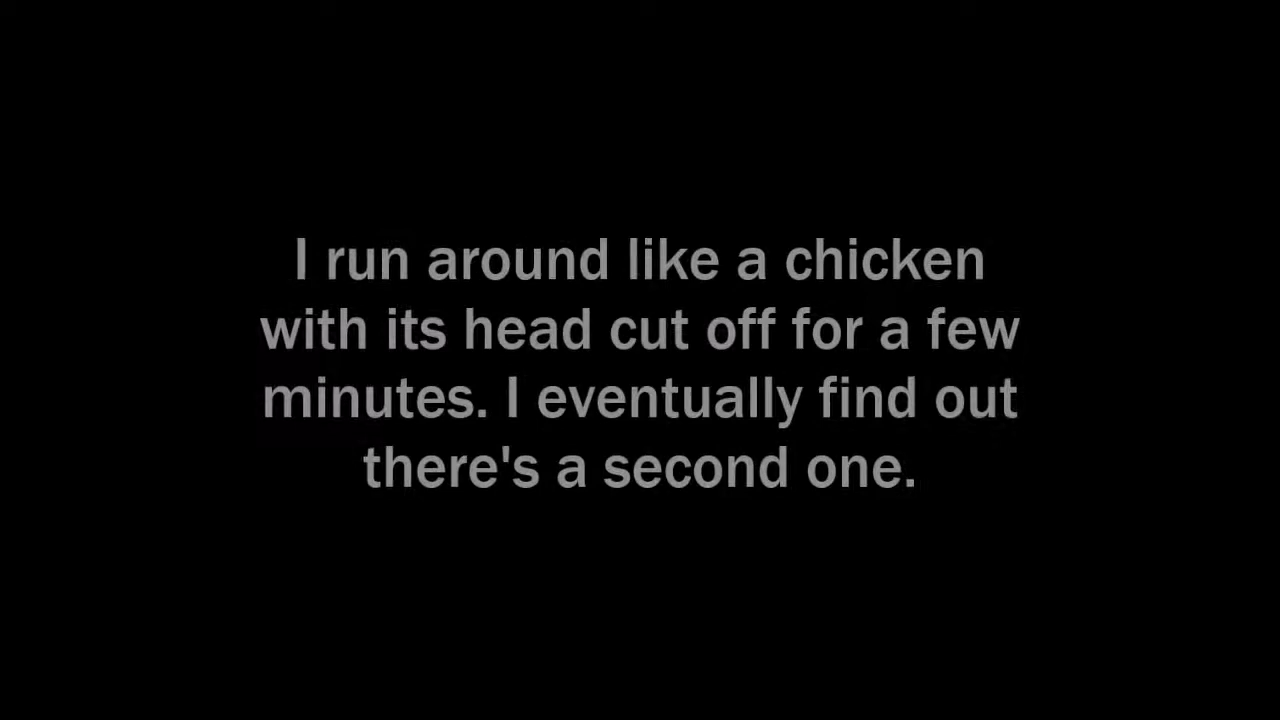 I run around like a chicken
with its head cut off for a few
minutes. I eventually find out
there's a second one.